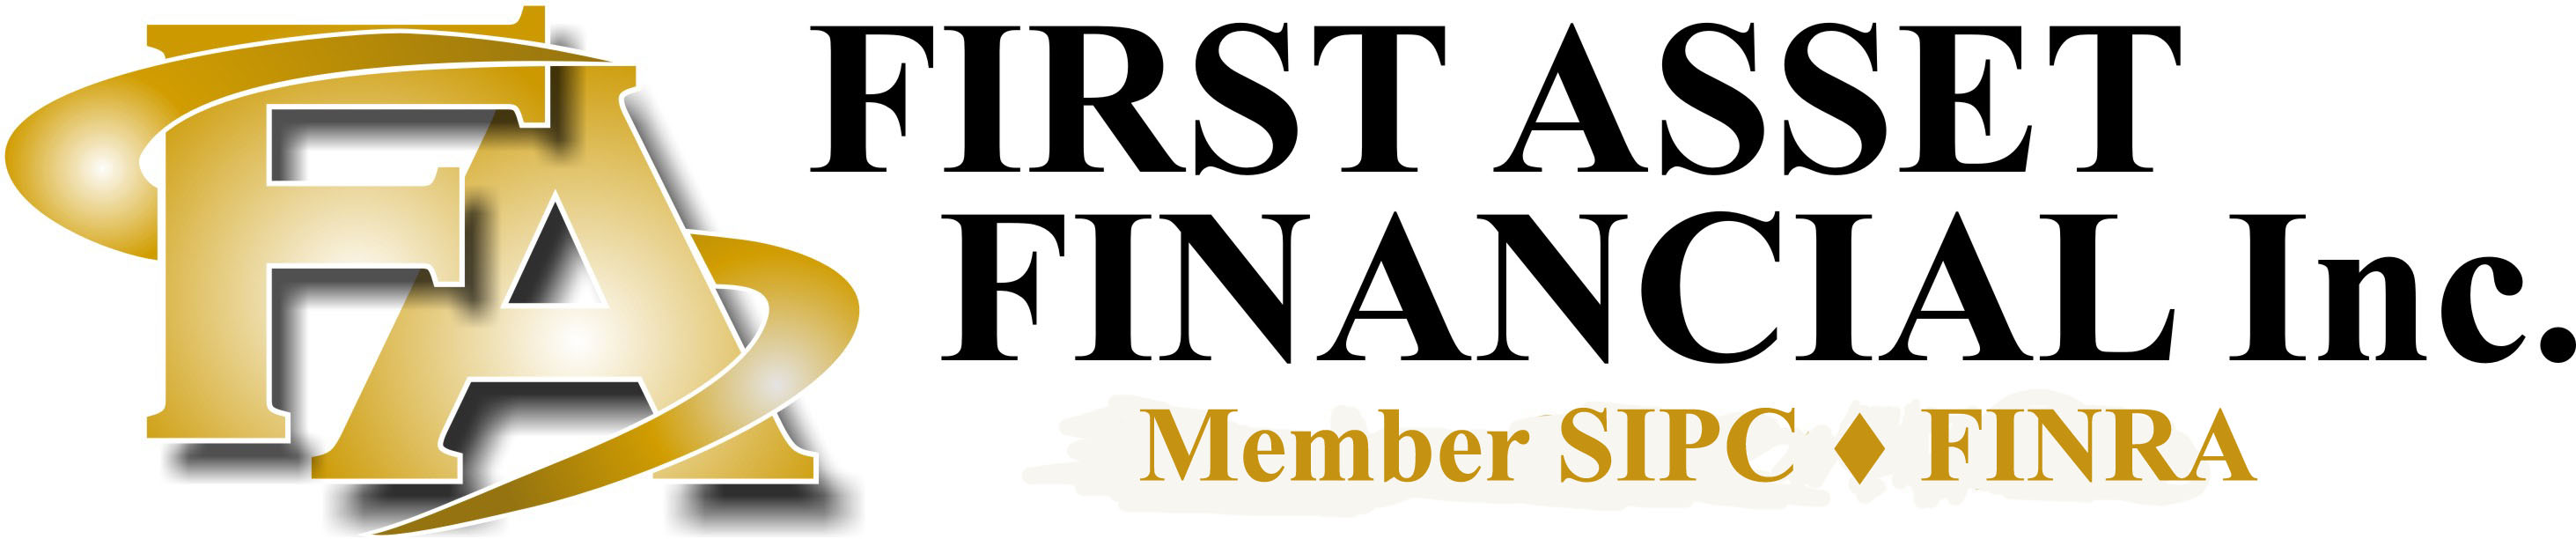 FA
FIRST ASSET
FINANCIAL Inc.
Member SIPC ♦ FINRA